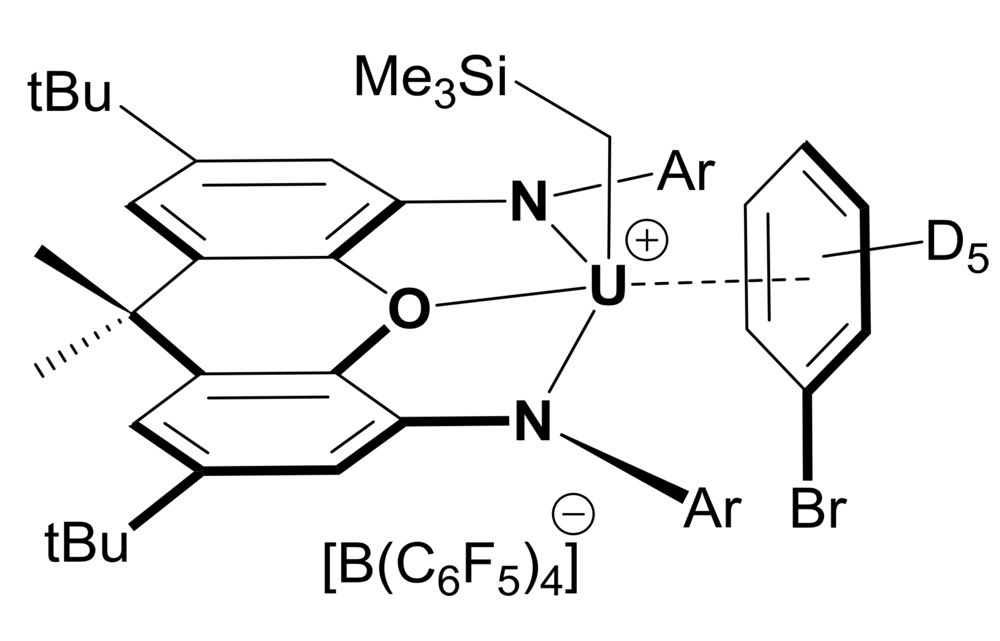 Me₃Si
tBu
Ar
N
⊕
D₅
U
O
N
Ar
Br
⊖
tBu
[B(C₆F₅)₄]